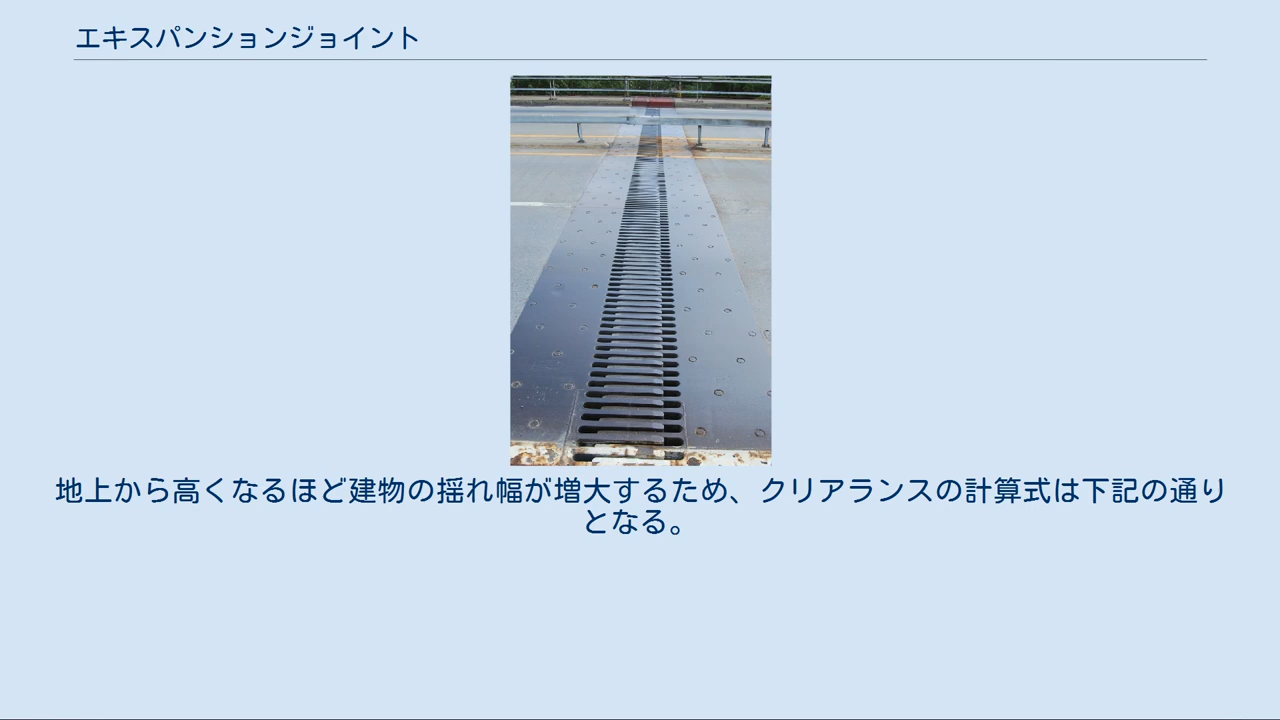 エキスパンションジョイント
地上から高くなるほど建物の揺れ幅が増大するため、クリアランスの計算式は下記の通り
となる。